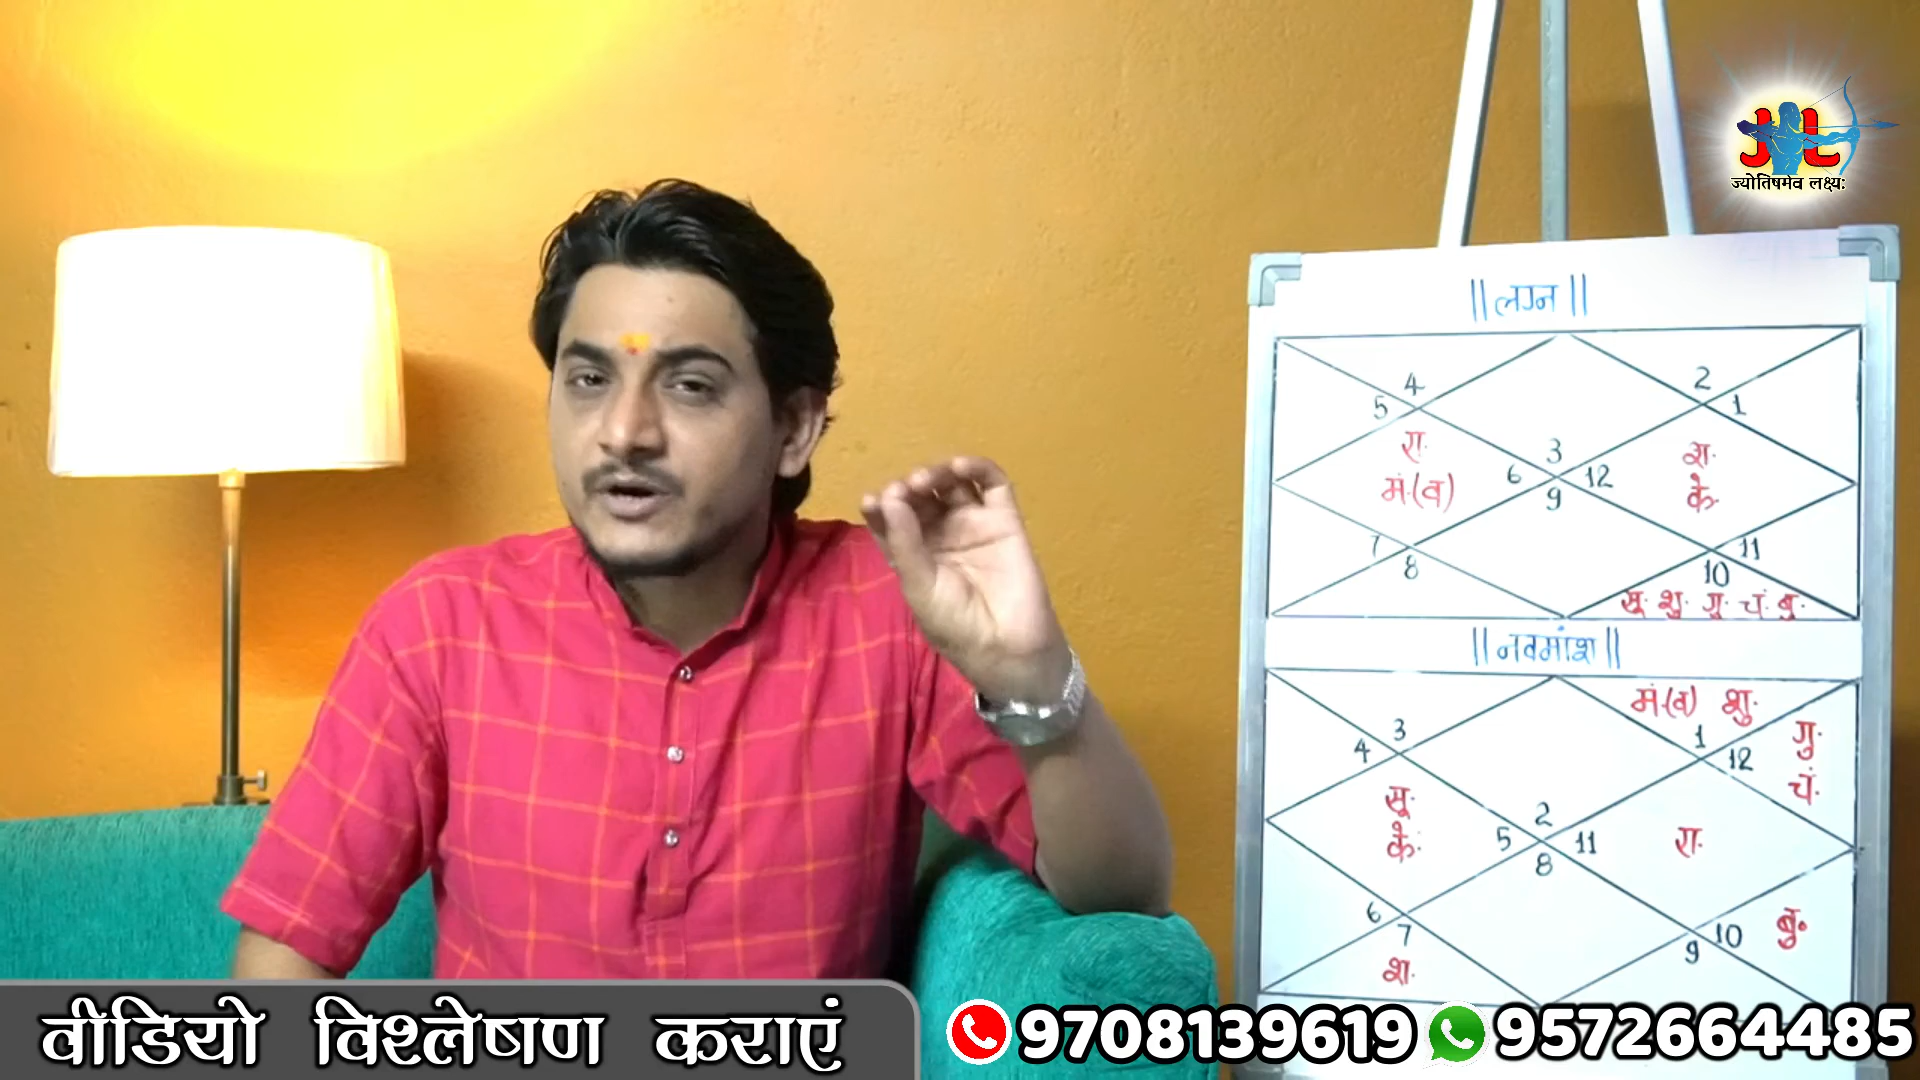 J L
ज्योतिषमेव लक्ष्य:
||लग्न||
4 2
5 1
रा. 3 श.
मं.(व) 6 12 के.
9
7 11
8 10
सू. शु. गु. चं. बु.
||नवमांश||
मं.(व) शु.
3 1 गु.
4 12 चं.
सू. 2 रा.
के. 5 11
8
6 10 बु.
7 9
श.
वीडियो विश्लेषण कराएं
9708139619 9572664485